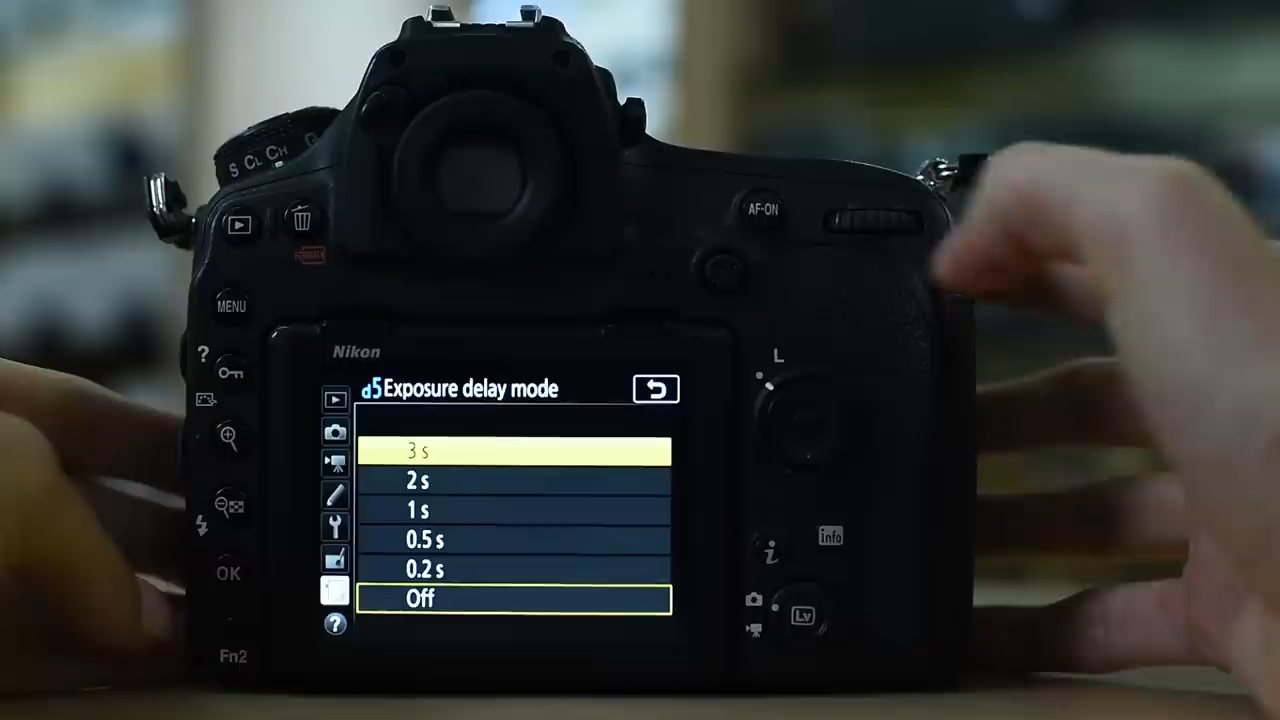 S CL CH
AF-ON
MENU
Nikon
L
?
d5 Exposure delay mode
3 s
2 s
1 s
0.5 s
0.2 s
Off
?
info
i
OK
Lv
Fn2